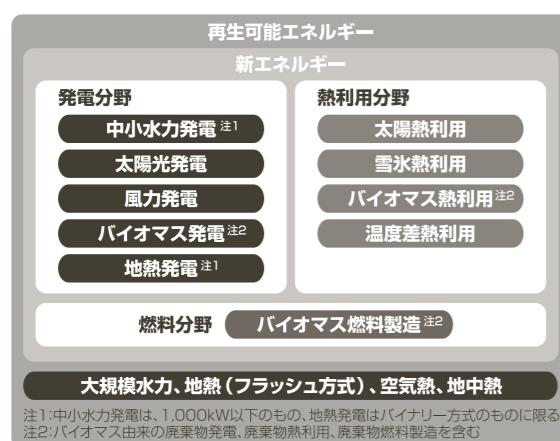 再生可能エネルギー
新エネルギー
発電分野
中小水力発電 注1
太陽光発電
風力発電
バイオマス発電 注2
地熱発電 注1
熱利用分野
太陽熱利用
雪氷熱利用
バイオマス熱利用 注2
温度差熱利用
燃料分野 バイオマス燃料製造 注2
大規模水力、地熱(フラッシュ方式)、空気熱、地中熱
注1:中小水力発電は、1,000kW以下のもの、地熱発電はバイナリー方式のものに限る
注2:バイオマス由来の廃棄物発電、廃棄物熱利用、廃棄物燃料製造を含む